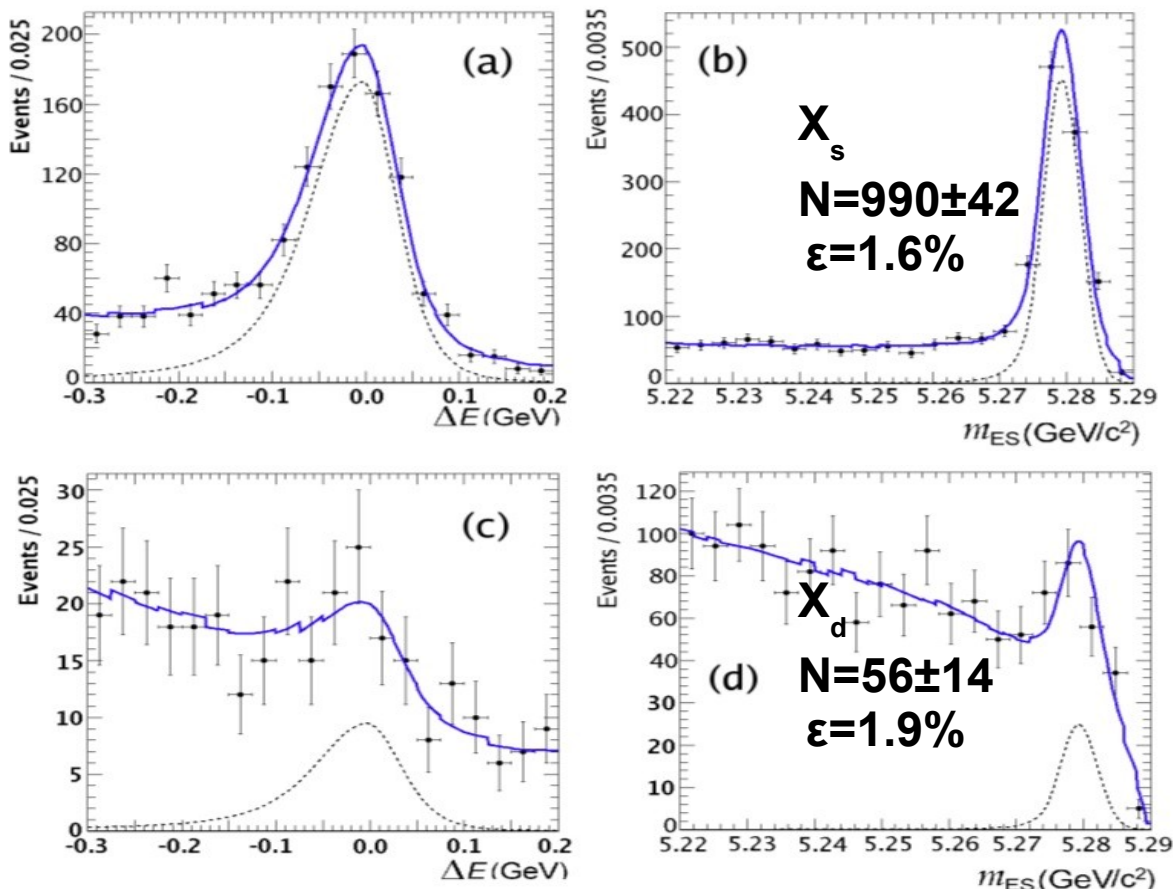 Events / 0.025
200
160
120
80
40
0
(a)
-0.3 -0.2 -0.1 0.0 0.1 0.2
ΔE (GeV)
Events / 0.0035
500
400
300
200
100
0
(b)
X_s
N=990±42
ε=1.6%
5.22 5.23 5.24 5.25 5.26 5.27 5.28 5.29
m_ES (GeV/c²)
Events / 0.025
30
25
20
15
10
5
0
(c)
-0.3 -0.2 -0.1 0.0 0.1 0.2
ΔE (GeV)
Events / 0.0035
120
100
80
60
40
20
0
X_d
(d)
N=56±14
ε=1.9%
5.22 5.23 5.24 5.25 5.26 5.27 5.28 5.29
m_ES (GeV/c²)